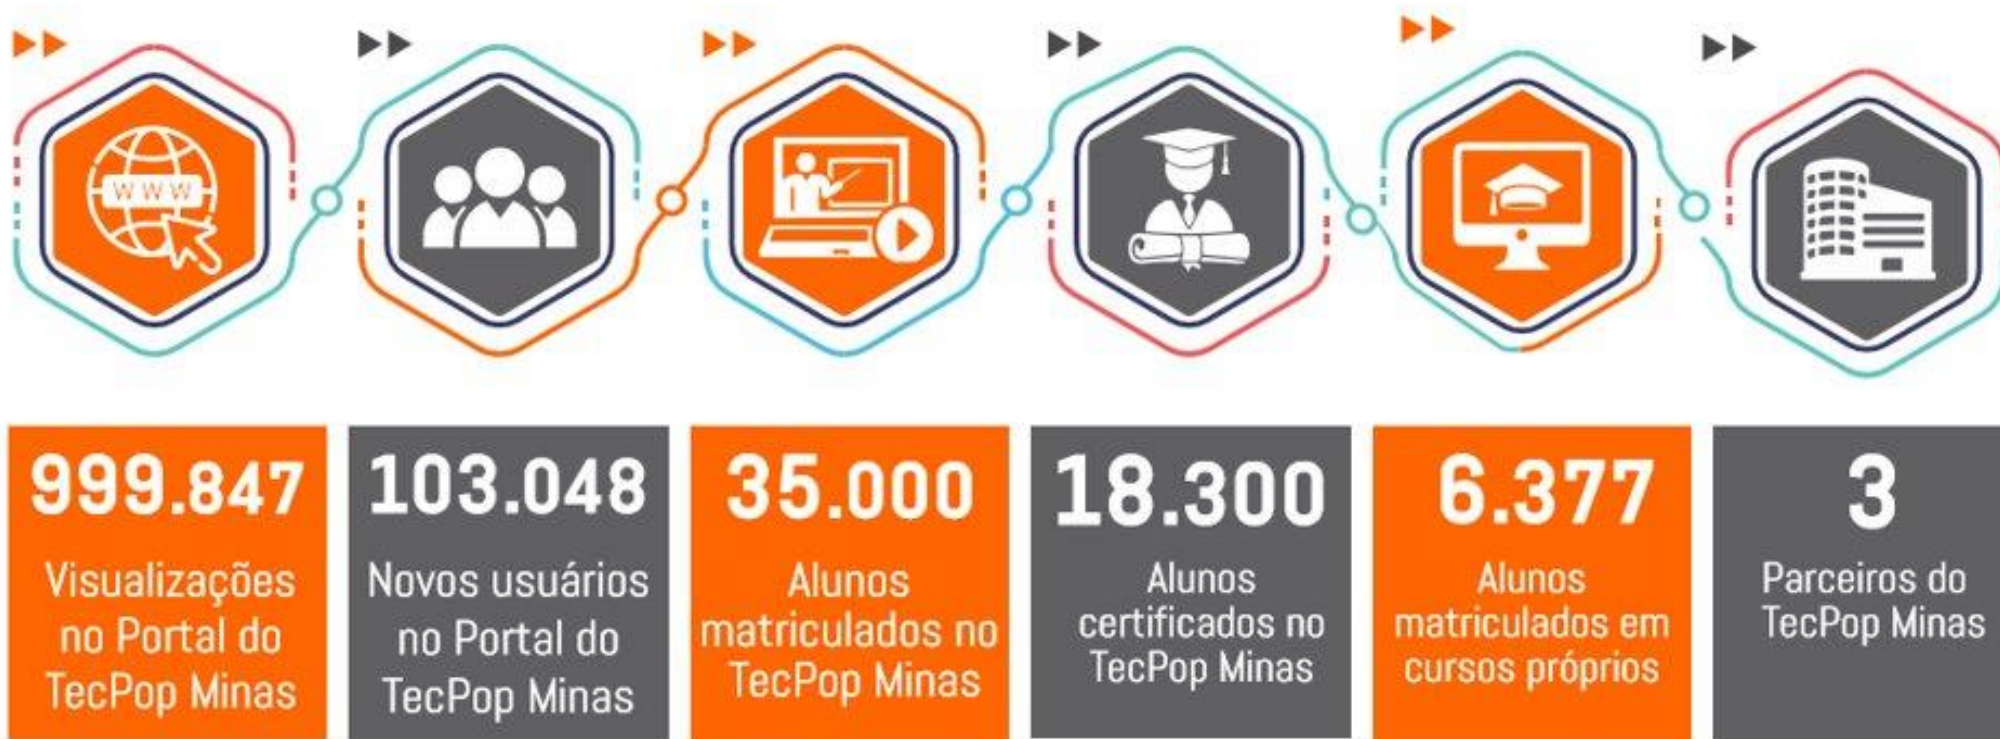 WWW
999.847
Visualizações
no Portal do
TecPop Minas
103.048
Novos usuários
no Portal do
TecPop Minas
35.000
Alunos
matriculados no
TecPop Minas
18.300
Alunos
certificados no
TecPop Minas
6.377
Alunos
matriculados em
cursos próprios
3
Parceiros do
TecPop Minas